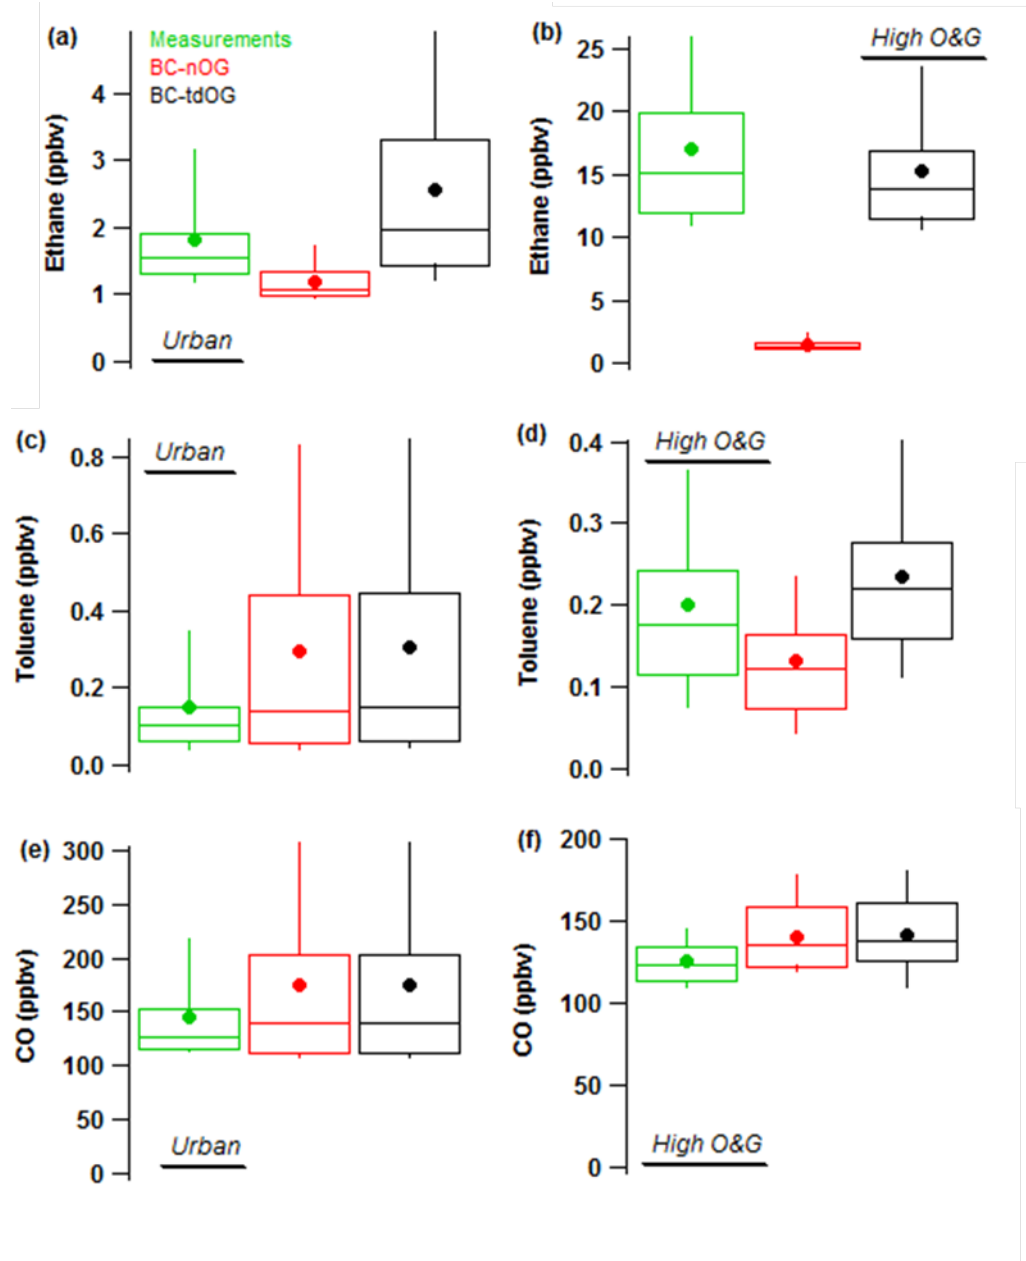 (a)
Measurements
BC-nOG
BC-tdOG
Ethane (ppbv)
4
3
2
1
0
Urban
(b)
High O&G
Ethane (ppbv)
25
20
15
10
5
0
(c)
Urban
Toluene (ppbv)
0.8
0.6
0.4
0.2
0.0
(d)
High O&G
Toluene (ppbv)
0.4
0.3
0.2
0.1
0.0
(e)
CO (ppbv)
300
250
200
150
100
50
0
Urban
(f)
CO (ppbv)
200
150
100
50
0
High O&G